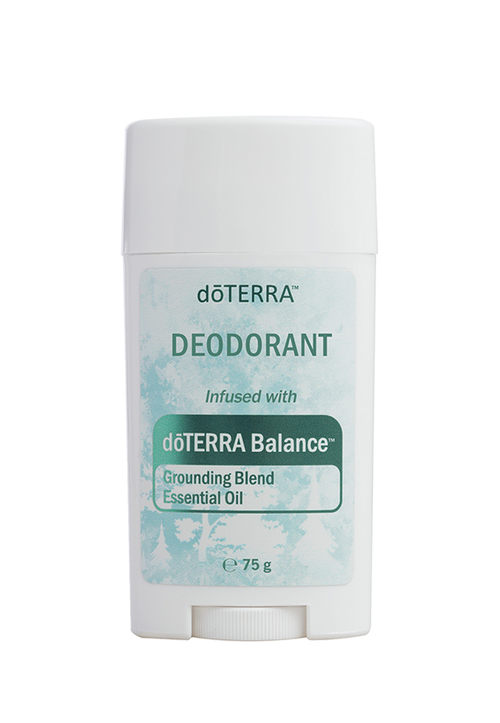 dōTERRA™
DEODORANT
Infused with
dōTERRA Balance™
Grounding Blend
Essential Oil
℮ 75 g